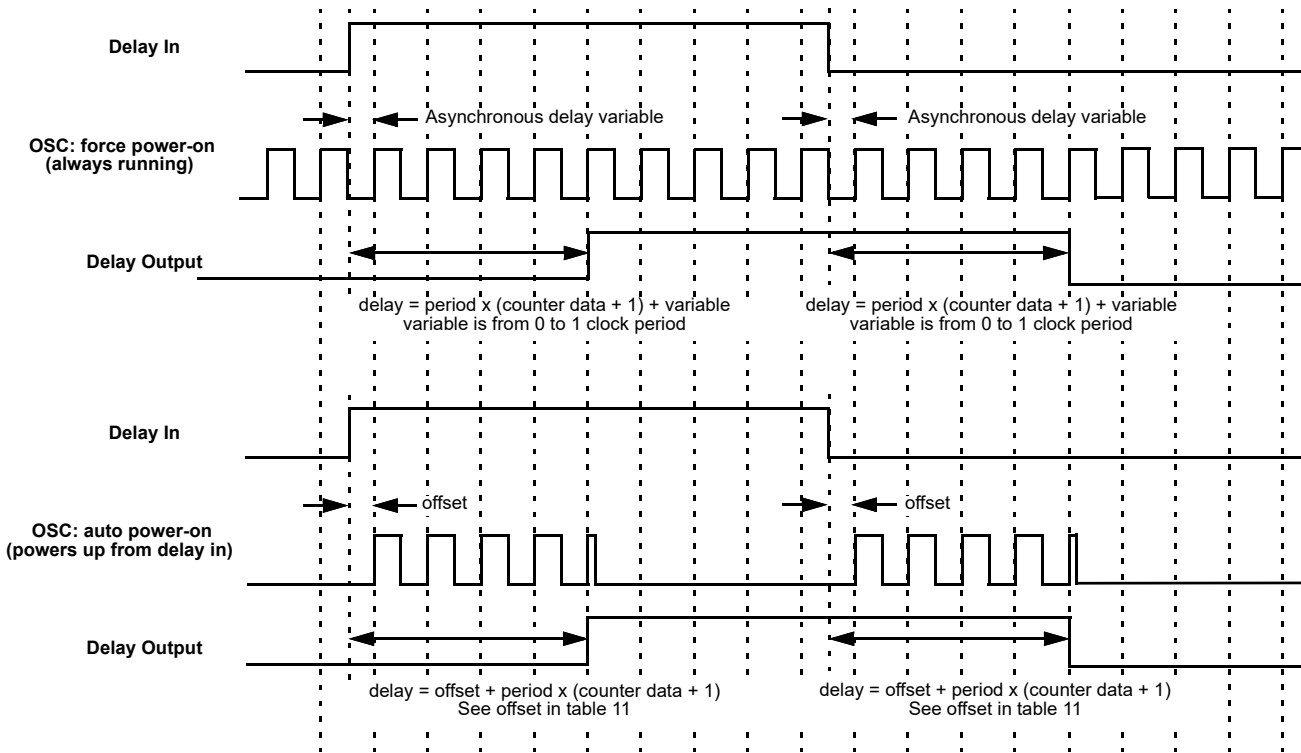 Delay In
Asynchronous delay variable
Asynchronous delay variable
OSC: force power-on
(always running)
Delay Output
delay = period x (counter data + 1) + variable
variable is from 0 to 1 clock period
delay = period x (counter data + 1) + variable
variable is from 0 to 1 clock period
Delay In
offset
offset
OSC: auto power-on
(powers up from delay in)
Delay Output
delay = offset + period x (counter data + 1)
See offset in table 11
delay = offset + period x (counter data + 1)
See offset in table 11